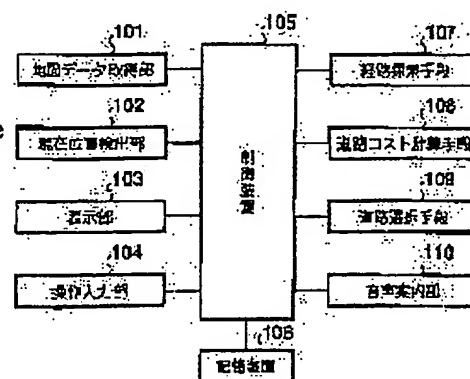 101
地図データ取得部
102
現在位置検出部
103
表示部
104
操作入力部
105
制御装置
106
記憶装置
107
経路探索手段
108
道路コスト計算手段
109
道路選択手段
110
音声案内部